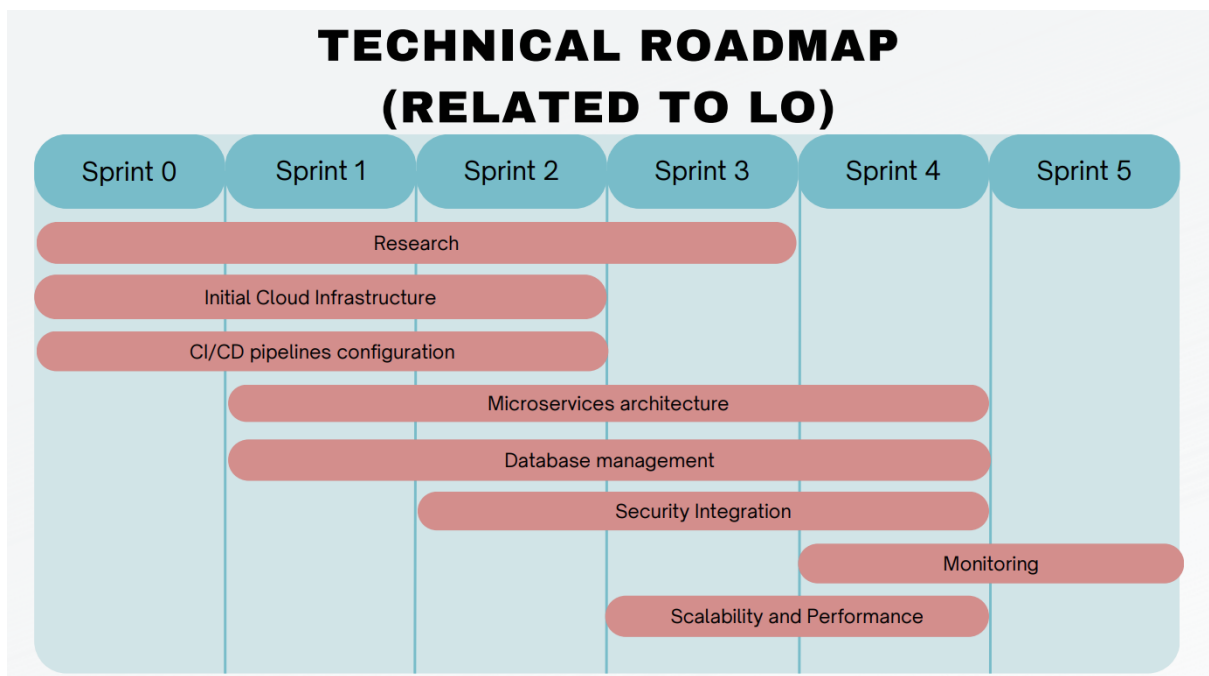 TECHNICAL ROADMAP
(RELATED TO LO)
Sprint 0
Sprint 1
Sprint 2
Sprint 3
Sprint 4
Sprint 5
Research
Initial Cloud Infrastructure
CI/CD pipelines configuration
Microservices architecture
Database management
Security Integration
Monitoring
Scalability and Performance